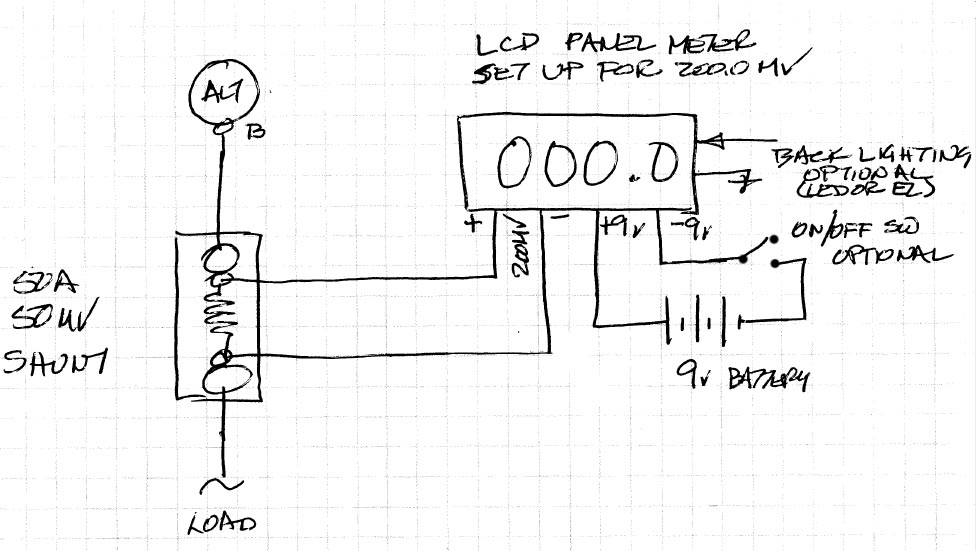 LCD PANEL METER
SET UP FOR 200.0 MV
ALT
B
000.0
BACK LIGHTING
OPTIONAL
(LED OR EL)
+
200MV
-
+9V
-9V
ON/OFF SW
OPTIONAL
50A
50MV
SHUNT
9V BATTERY
LOAD